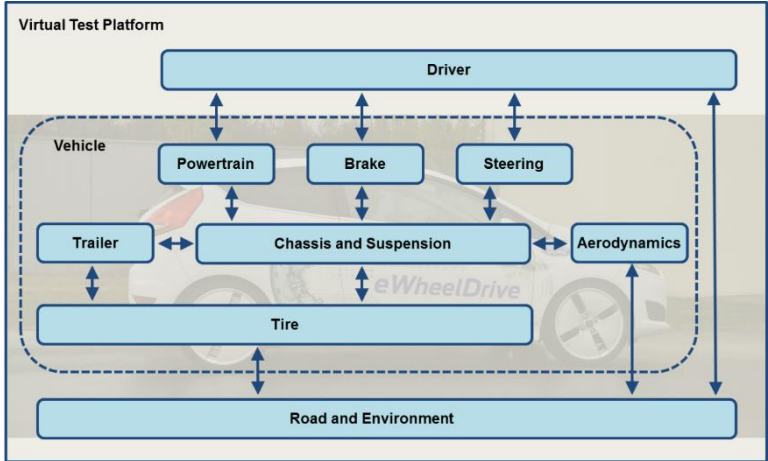 Virtual Test Platform
Driver
Vehicle
Powertrain
Brake
Steering
Trailer
Chassis and Suspension
Aerodynamics
eWheelDrive
Tire
Road and Environment